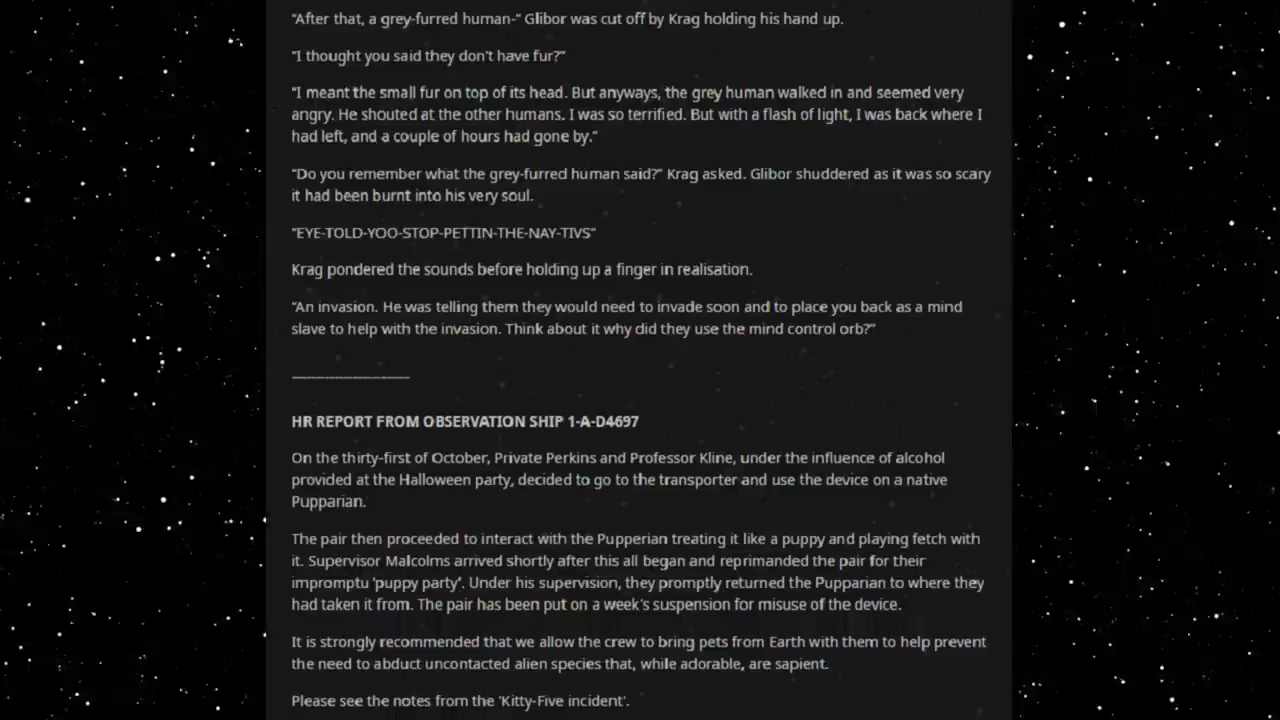 “After that, a grey-furred human-” Glibor was cut off by Krag holding his hand up.
“I thought you said they don't have fur?”
“I meant the small fur on top of its head. But anyways, the grey human walked in and seemed very
angry. He shouted at the other humans. I was so terrified. But with a flash of light, I was back where I
had left, and a couple of hours had gone by.”
“Do you remember what the grey-furred human said?” Krag asked. Glibor shuddered as it was so scary
it had been burnt into his very soul.
“EYE-TOLD-YOO-STOP-PETTIN-THE-NAY-TIVS”
Krag pondered the sounds before holding up a finger in realisation.
“An invasion. He was telling them they would need to invade soon and to place you back as a mind
slave to help with the invasion. Think about it why did they use the mind control orb?”
HR REPORT FROM OBSERVATION SHIP 1-A-D4697
On the thirty-first of October, Private Perkins and Professor Kline, under the influence of alcohol
provided at the Halloween party, decided to go to the transporter and use the device on a native
Pupparian.
The pair then proceeded to interact with the Pupperian treating it like a puppy and playing fetch with
it. Supervisor Malcolms arrived shortly after this all began and reprimanded the pair for their
impromptu 'puppy party'. Under his supervision, they promptly returned the Pupparian to where they
had taken it from. The pair has been put on a week's suspension for misuse of the device.
It is strongly recommended that we allow the crew to bring pets from Earth with them to help prevent
the need to abduct uncontacted alien species that, while adorable, are sapient.
Please see the notes from the 'Kitty-Five incident'.